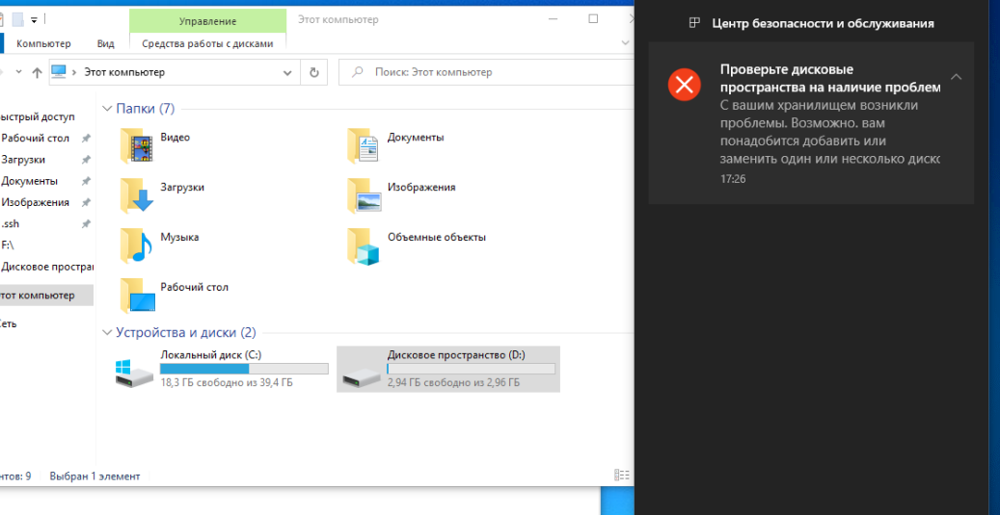 Управление
Этот компьютер
Компьютер
Вид
Средства работы с дисками
Этот компьютер
Поиск: Этот компьютер
ыстрый доступ
Рабочий стол
Загрузки
Документы
Изображения
.ssh
F:\
Дисковое простран
тот компьютер
еть
Папки (7)
Видео
Документы
Загрузки
Изображения
Музыка
Объемные объекты
Рабочий стол
Устройства и диски (2)
Локальный диск (C:)
18,3 ГБ свободно из 39,4 ГБ
Дисковое пространство (D:)
2,94 ГБ свободно из 2,96 ГБ
нтов: 9
Выбран 1 элемент
Центр безопасности и обслуживания
Проверьте дисковые
пространства на наличие проблем
С вашим хранилищем возникли
проблемы. Возможно. вам
понадобится добавить или
заменить один или несколько диско
17:26